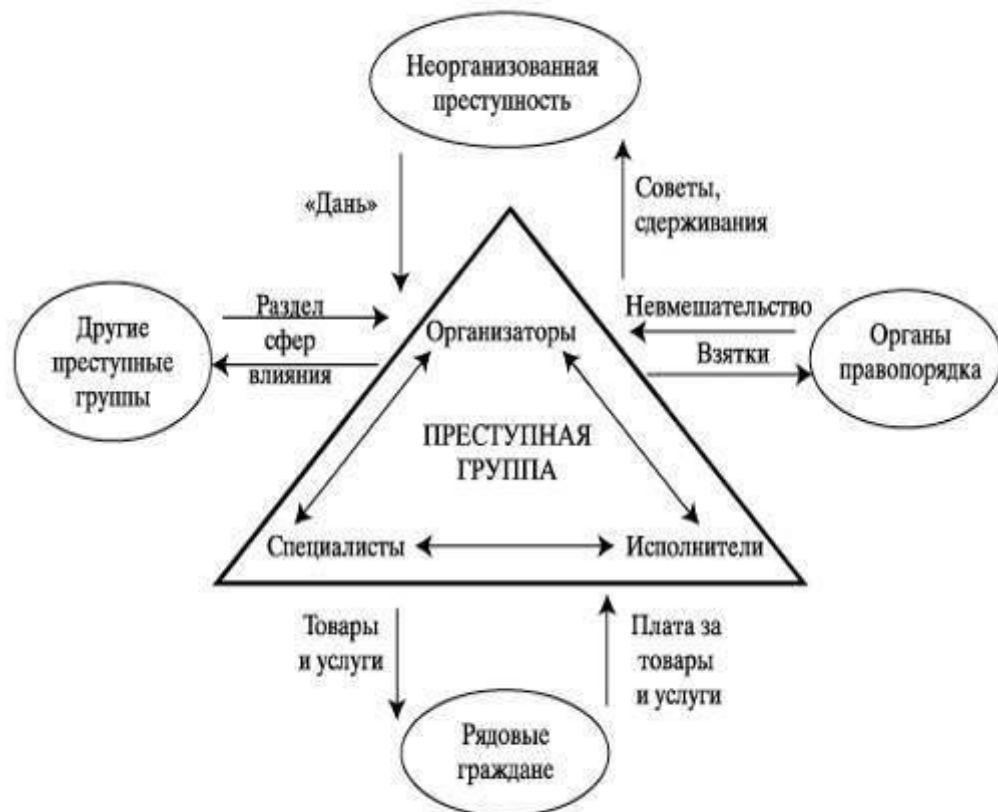 Неорганизованная
преступность
«Дань»
Советы,
сдерживания
Другие
преступные
группы
Раздел
сфер
влияния
Организаторы
Невмешательство
Взятки
Органы
правопорядка
ПРЕСТУПНАЯ
ГРУППА
Специалисты
Исполнители
Товары
и услуги
Плата за
товары
и услуги
Рядовые
граждане